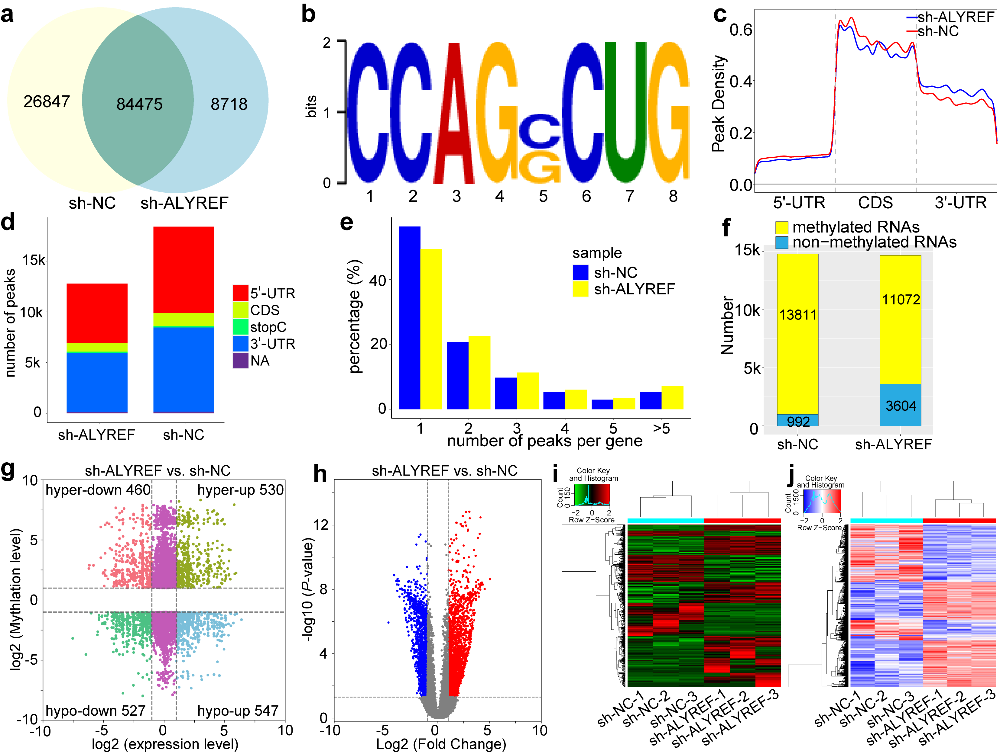 a
26847
84475
8718
sh-NC
sh-ALYREF
b
bits
2
1
0
CCAGCCUG
G
1 2 3 4 5 6 7 8
c
sh-ALYREF
sh-NC
Peak Density
0.6
0.4
0.2
0.0
5'-UTR
CDS
3'-UTR
d
number of peaks
15k
10k
5k
0
sh-ALYREF
sh-NC
5'-UTR
CDS
stopC
3'-UTR
NA
e
percentage (%)
40
20
0
sample
sh-NC
sh-ALYREF
1 2 3 4 5 >5
number of peaks per gene
f
methylated RNAs
non-methylated RNAs
Number
15k
10k
5k
0
13811
992
11072
3604
sh-NC
sh-ALYREF
g
sh-ALYREF vs. sh-NC
log2 (Mythlation level)
10
5
0
-5
-10
hyper-down 460
hyper-up 530
hypo-down 527
hypo-up 547
-10 -5 0 5 10
log2 (expression level)
h
sh-ALYREF vs. sh-NC
-log10 (P-value)
12
8
4
0
-10 -5 0 5 10
Log2 (Fold Change)
i
Color Key
and Histogram
Count
0 150
-2 0 2
Row Z-Score
sh-NC-1
sh-NC-2
sh-NC-3
sh-ALYREF-1
sh-ALYREF-2
sh-ALYREF-3
j
Color Key
and Histogram
Count
0 1500
-2 0 2
Row Z-Score
sh-NC-1
sh-NC-2
sh-NC-3
sh-ALYREF-1
sh-ALYREF-2
sh-ALYREF-3